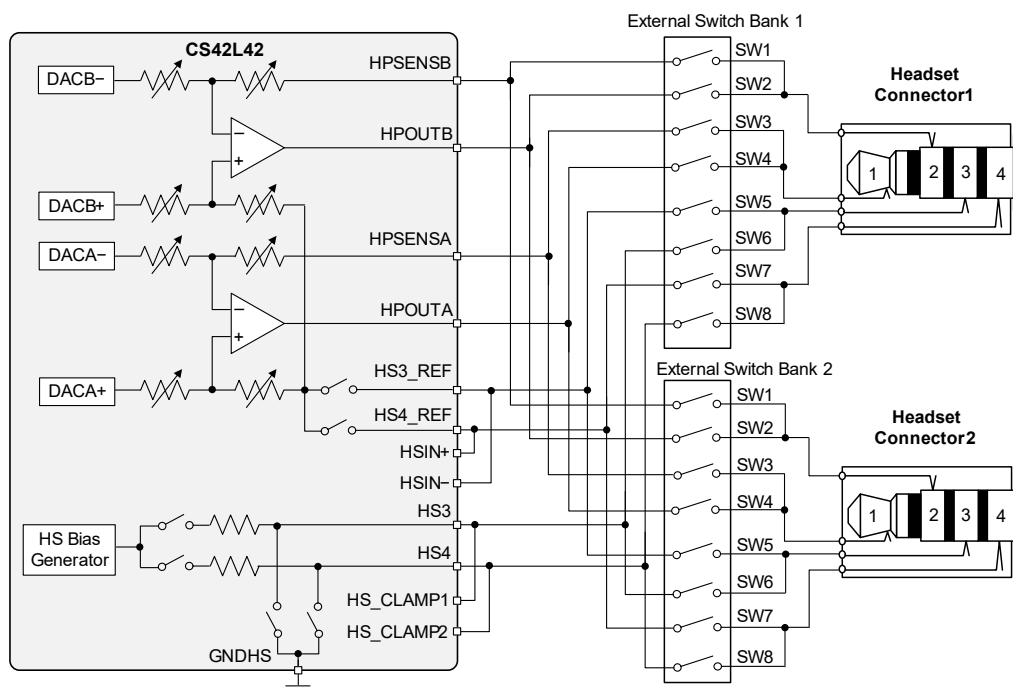 External Switch Bank 1
CS42L42
HPSENSB
SW1
DACB−
SW2
Headset
Connector1
HPOUTB
SW3
−
+
SW4
1
2
3
4
DACB+
SW5
HPSENSA
SW6
DACA−
SW7
HPOUTA
SW8
−
+
HS3_REF
External Switch Bank 2
DACA+
SW1
HS4_REF
SW2
Headset
Connector2
HSIN+
SW3
HSIN−
SW4
HS3
1
2
3
4
HS Bias
Generator
SW5
HS4
SW6
HS_CLAMP1
SW7
HS_CLAMP2
SW8
GNDHS